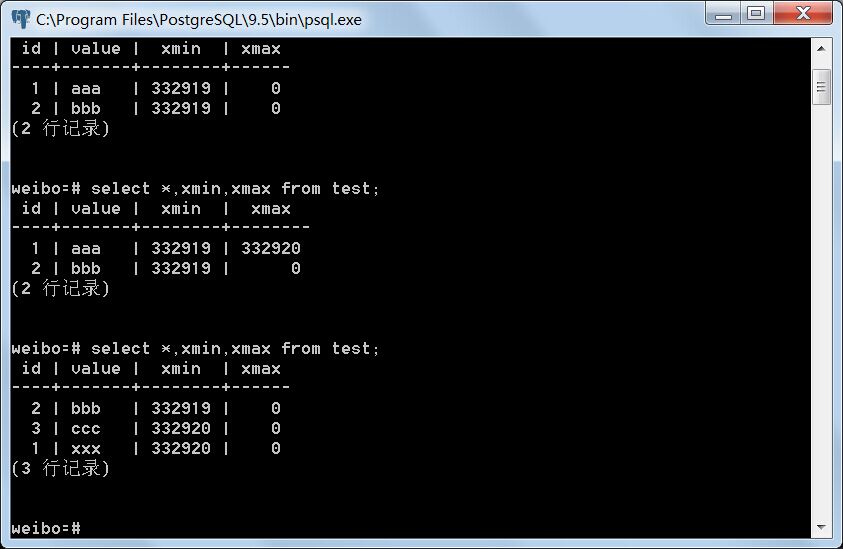 C:\Program Files\PostgreSQL\9.5\bin\psql.exe
 id | value |  xmin  | xmax
----+-------+--------+------
  1 | aaa   | 332919 |    0
  2 | bbb   | 332919 |    0
(2 行记录)
weibo=# select *,xmin,xmax from test;
 id | value |  xmin  |  xmax
----+-------+--------+--------
  1 | aaa   | 332919 | 332920
  2 | bbb   | 332919 |      0
(2 行记录)
weibo=# select *,xmin,xmax from test;
 id | value |  xmin  | xmax
----+-------+--------+------
  2 | bbb   | 332919 |    0
  3 | ccc   | 332920 |    0
  1 | xxx   | 332920 |    0
(3 行记录)
weibo=#